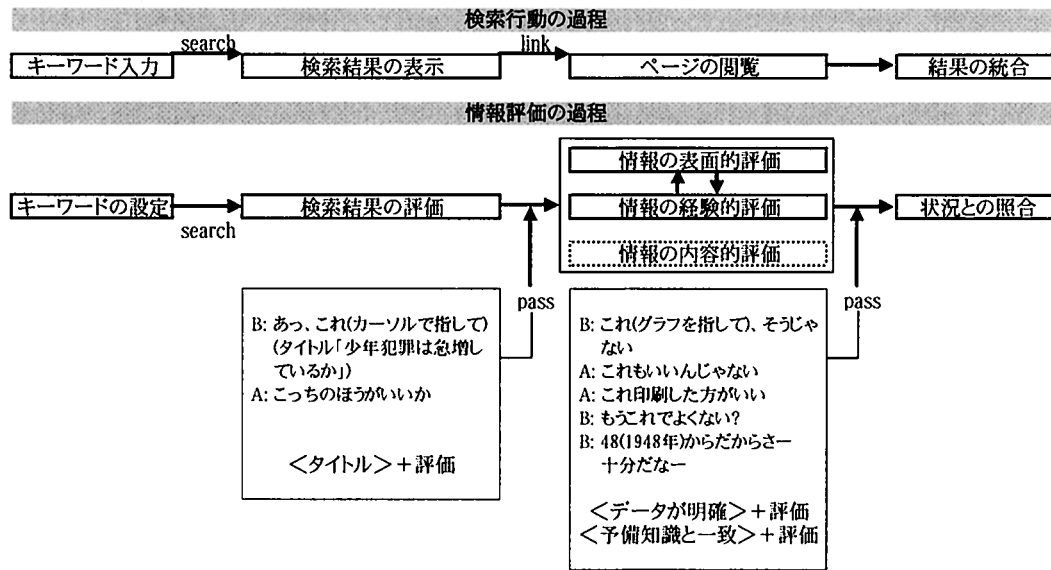 検索行動の過程
search
link
キーワード入力
検索結果の表示
ページの閲覧
結果の統合
情報評価の過程
情報の表面的評価
キーワードの設定
検索結果の評価
情報の経験的評価
状況との照合
search
情報の内容的評価
pass
pass
B: あっ、これ(カーソルで指して)
(タイトル「少年犯罪は急増し
ているか」)
A: こっちのほうがいいか
<タイトル>+評価
B: これ(グラフを指して)、そうじゃ
ない
A: これもいいんじゃない
A: これ印刷した方がいい
B: もうこれでよくない?
B: 48(1948年)からだからさー
十分だなー
<データが明確>+評価
<予備知識と一致>+評価